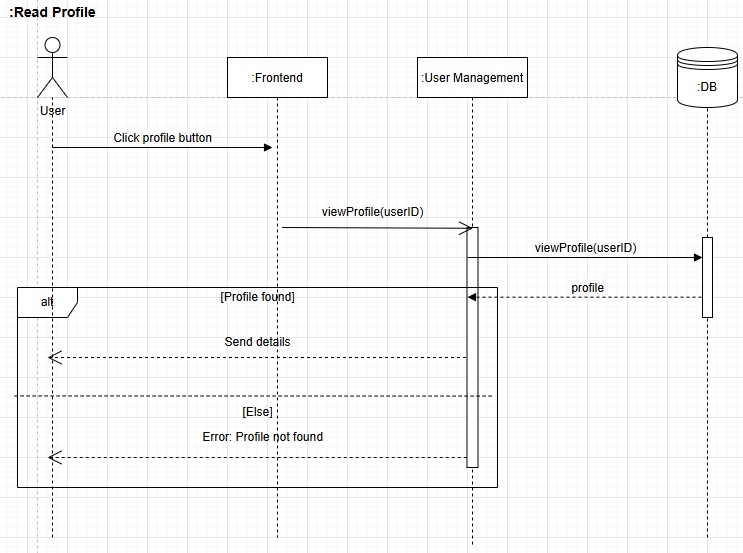 :Read Profile
:Frontend
:User Management
:DB
User
Click profile button
viewProfile(userID)
viewProfile(userID)
profile
alt
[Profile found]
Send details
[Else]
Error: Profile not found